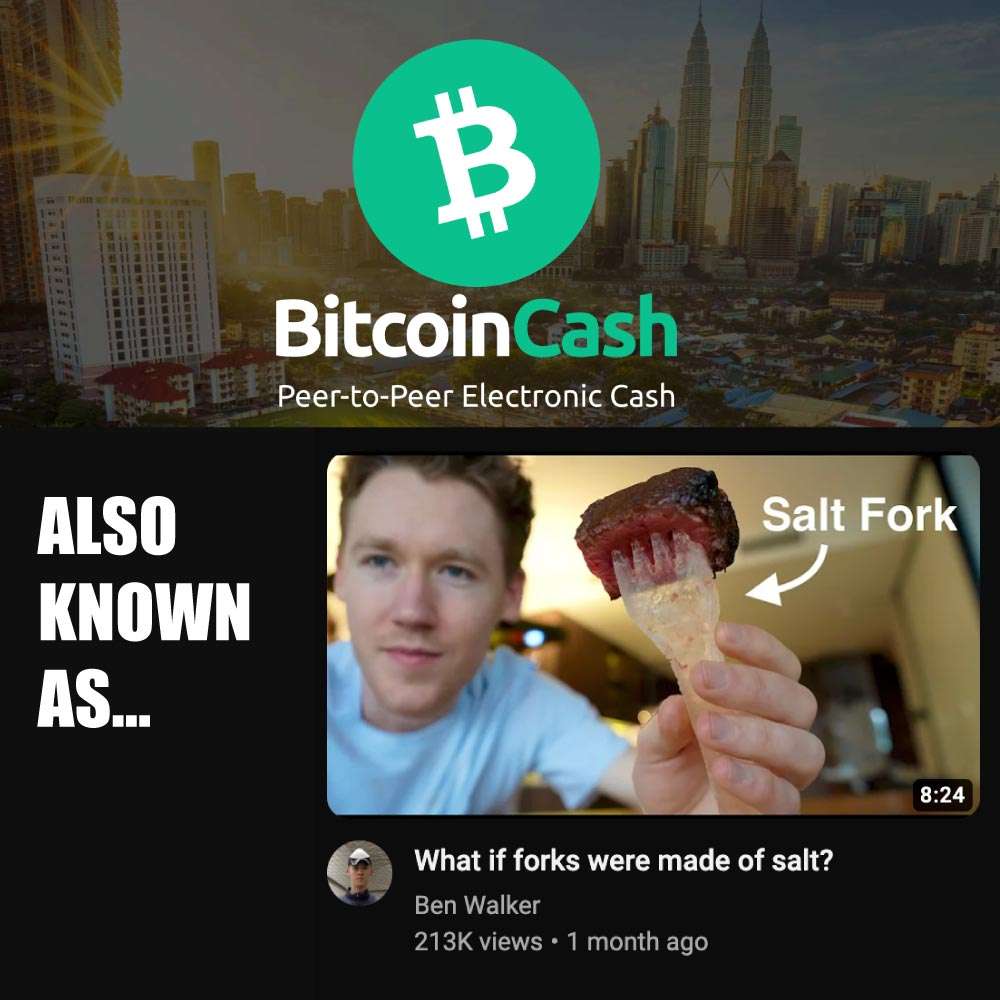 BitcoinCash
Peer-to-Peer Electronic Cash
ALSO
KNOWN
AS...
Salt Fork
8:24
What if forks were made of salt?
Ben Walker
213K views • 1 month ago